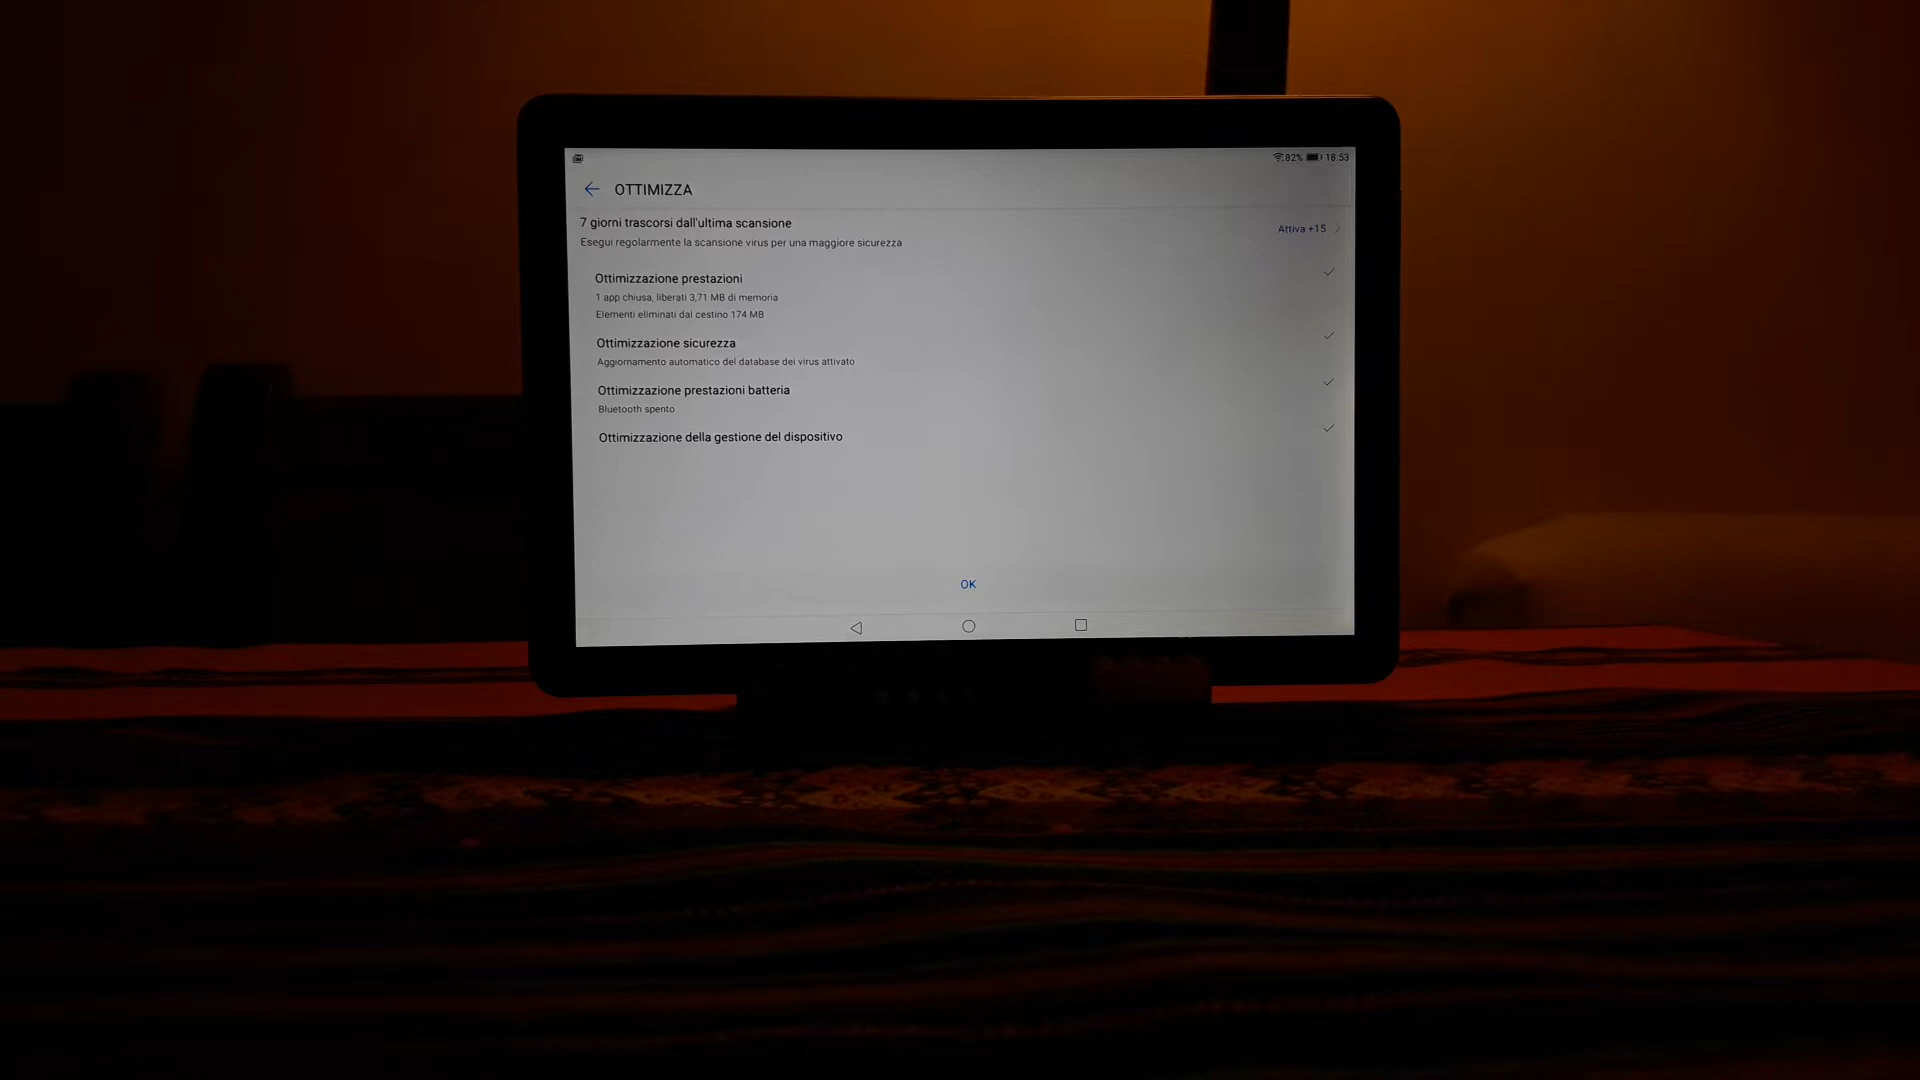 82% 18:53
OTTIMIZZA
7 giorni trascorsi dall'ultima scansione
Esegui regolarmente la scansione virus per una maggiore sicurezza
Attiva +15
Ottimizzazione prestazioni
1 app chiusa, liberati 3,71 MB di memoria
Elementi eliminati dal cestino 174 MB
Ottimizzazione sicurezza
Aggiornamento automatico del database dei virus attivato
Ottimizzazione prestazioni batteria
Bluetooth spento
Ottimizzazione della gestione del dispositivo
OK